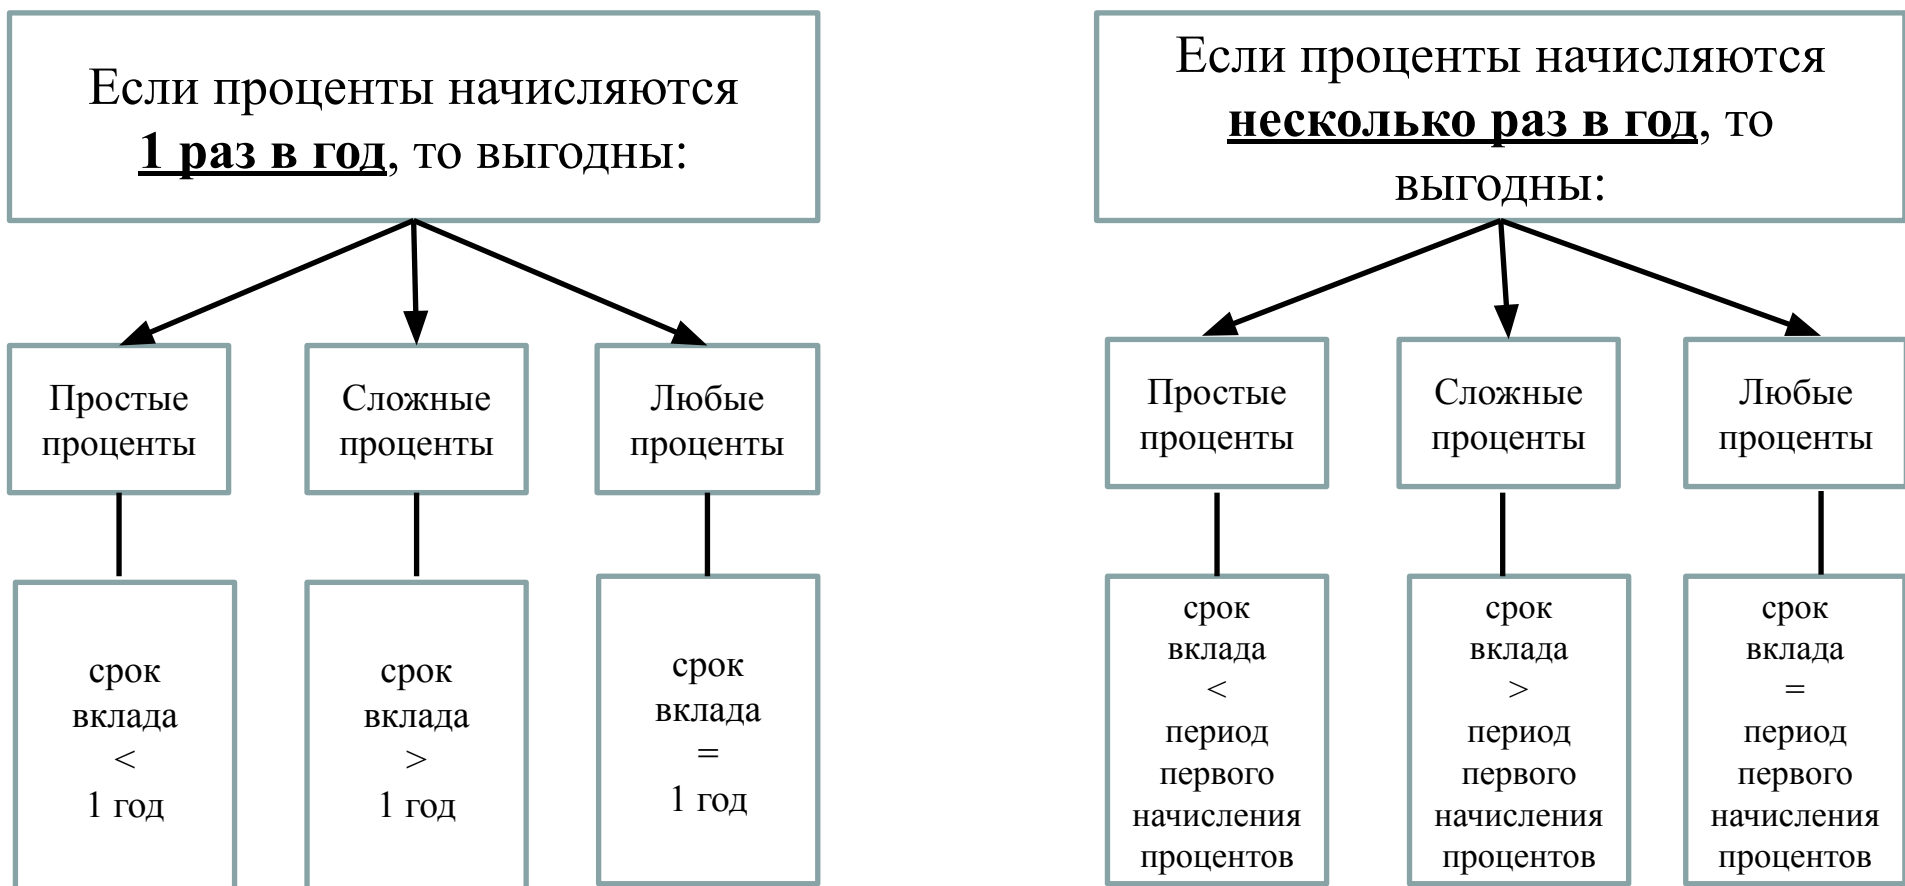 Если проценты начисляются
1 раз в год, то выгодны:
Простые
проценты
Сложные
проценты
Любые
проценты
срок
вклада
<
1 год
срок
вклада
>
1 год
срок
вклада
=
1 год
Если проценты начисляются
несколько раз в год, то
выгодны:
Простые
проценты
Сложные
проценты
Любые
проценты
срок
вклада
<
период
первого
начисления
процентов
срок
вклада
>
период
первого
начисления
процентов
срок
вклада
=
период
первого
начисления
процентов